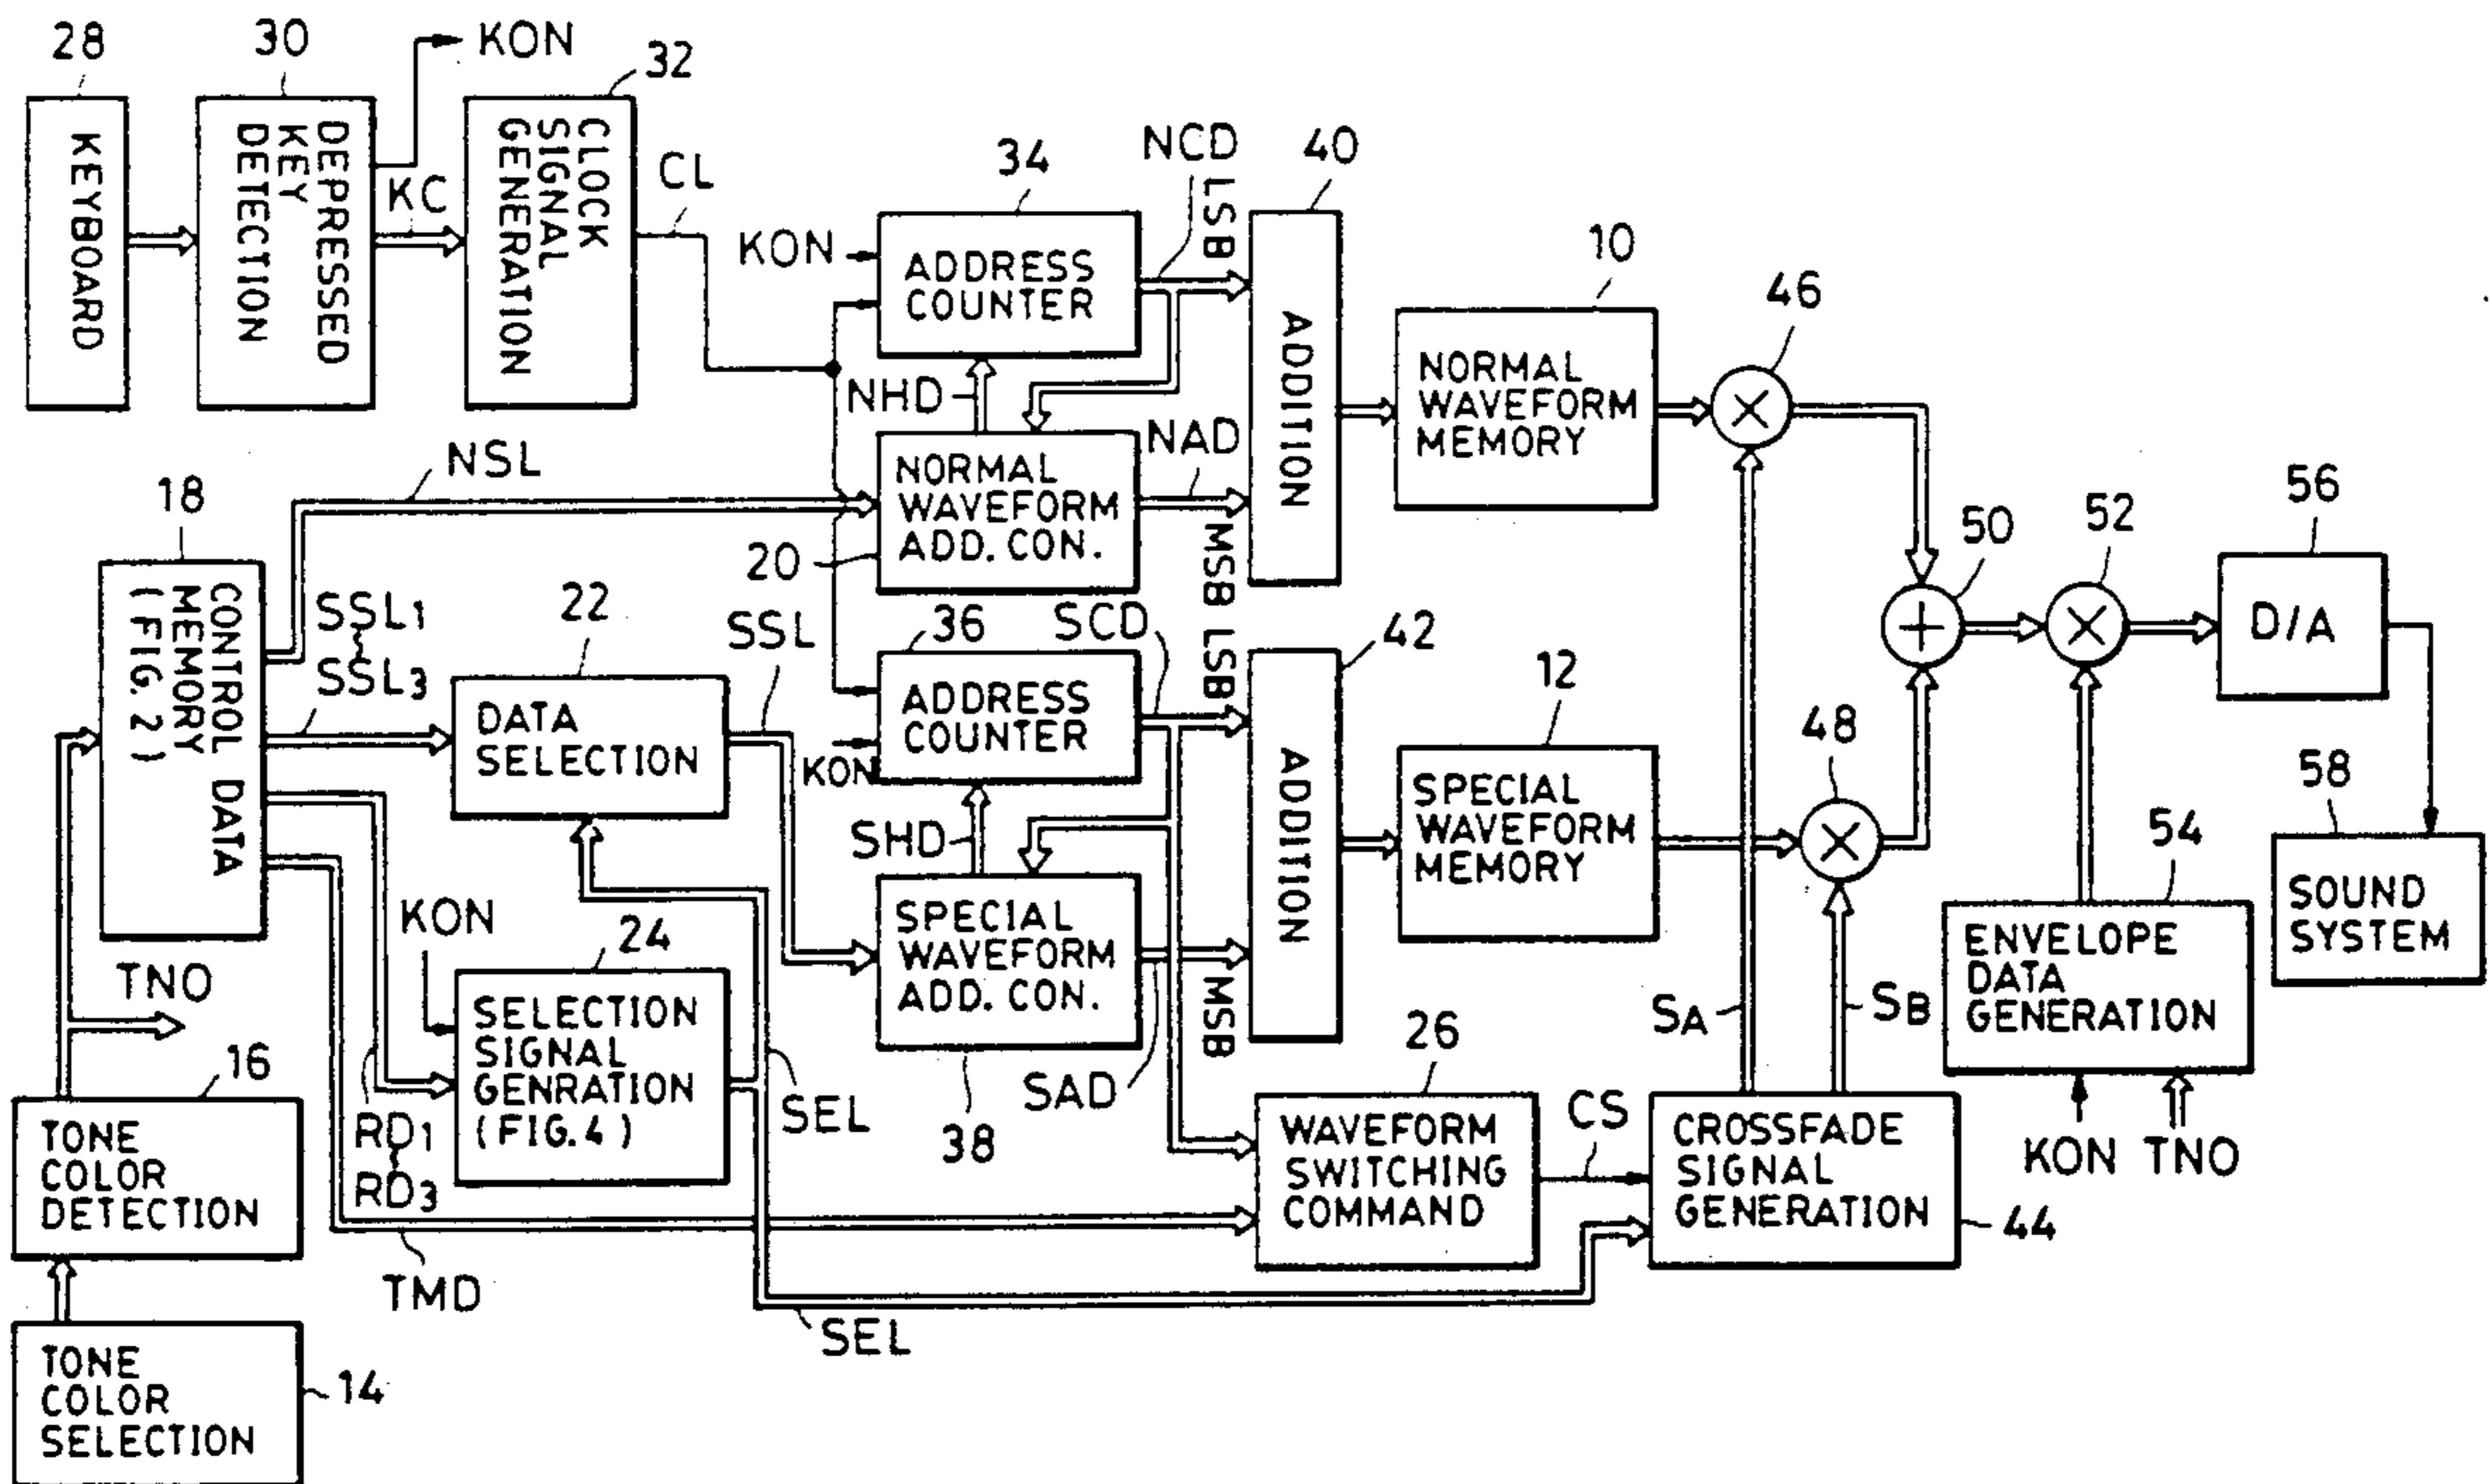 28
30
KON
32
KEYBOARD
DEPRESSED
KEY
DETECTION
KC
CLOCK
SIGNAL
GENERATION
CL
34
KON
ADDRESS
COUNTER
NCD
LSB
40
ADDITION
10
NORMAL
WAVEFORM
MEMORY
46
NHD
NSL
NORMAL
WAVEFORM
ADD. CON.
20
NAD
MSB
18
CONTROL DATA
MEMORY
(FIG. 2)
SSL1
SSL3
22
DATA
SELECTION
SSL
36
ADDRESS
COUNTER
KON
SCD
LSB
42
ADDITION
12
SPECIAL
WAVEFORM
MEMORY
48
50
52
56
D/A
58
SOUND
SYSTEM
54
ENVELOPE
DATA
GENERATION
KON
TNO
SHD
SPECIAL
WAVEFORM
ADD. CON.
38
SAD
MSB
KON
24
SELECTION
SIGNAL
GENRATION
(FIG.4)
SEL
TNO
16
TONE
COLOR
DETECTION
RD1
RD3
TMD
26
WAVEFORM
SWITCHING
COMMAND
CS
SA
SB
CROSSFADE
SIGNAL
GENERATION
44
SEL
TONE
COLOR
SELECTION
14